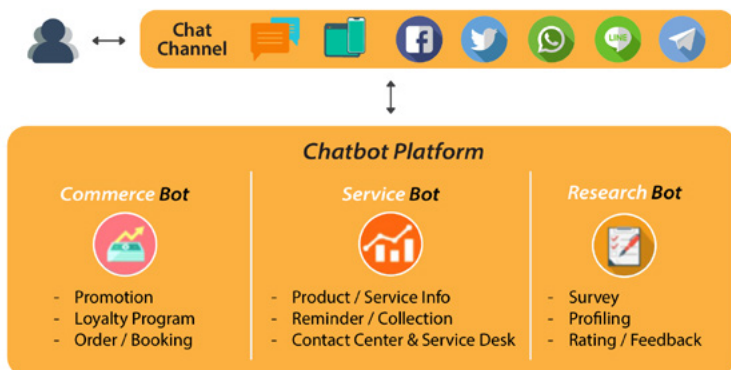 Chat
Channel
LINE
Chatbot Platform
Commerce Bot
Service Bot
Research Bot
- Promotion
- Loyalty Program
- Order / Booking
- Product / Service Info
- Reminder / Collection
- Contact Center & Service Desk
- Survey
- Profiling
- Rating / Feedback